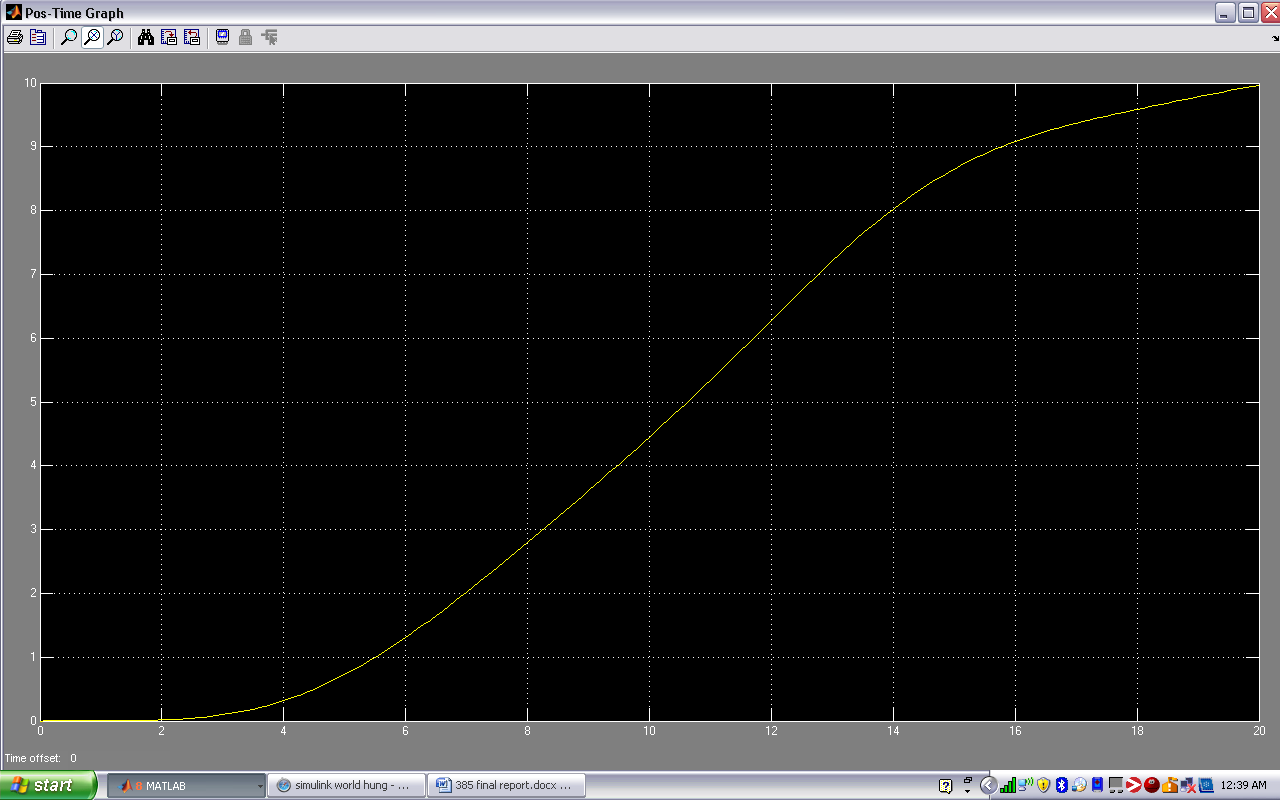 Pos-Time Graph
10
9
8
7
6
5
4
3
2
1
0
0 2 4 6 8 10 12 14 16 18 20
Time offset: 0
start
8 MATLAB
simulink world hung - ...
385 final report.docx ...
12:39 AM